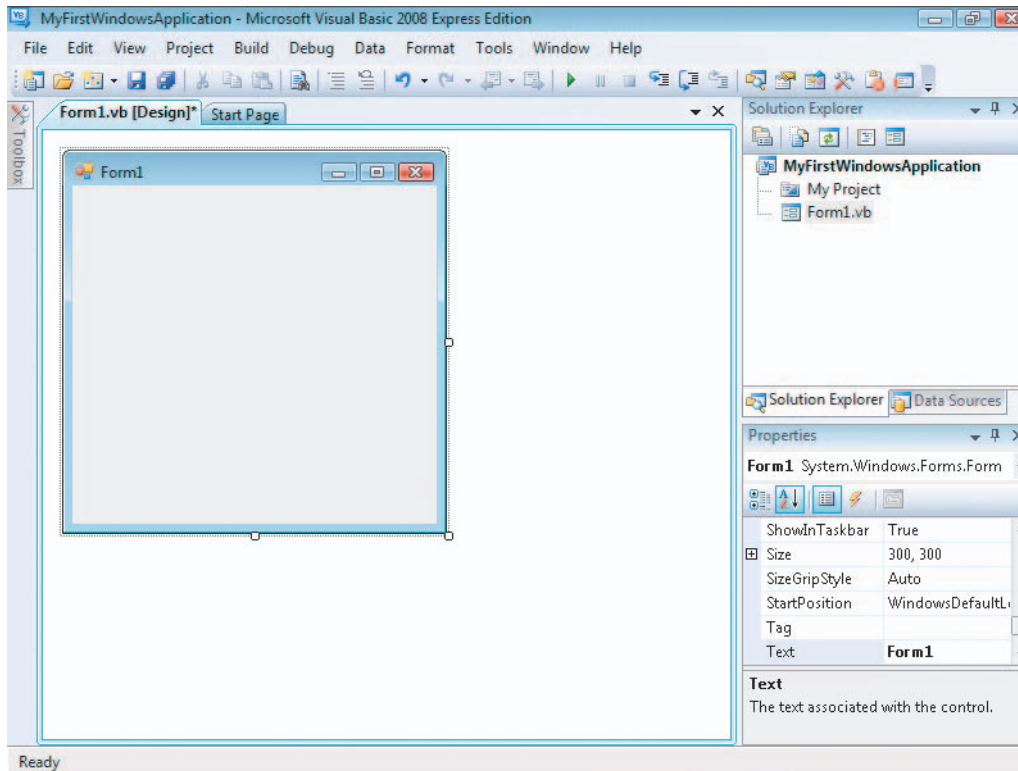 MyFirstWindowsApplication - Microsoft Visual Basic 2008 Express Edition
File Edit View Project Build Debug Data Format Tools Window Help
Toolbox
Form1.vb [Design]* Start Page
Form1
Solution Explorer
MyFirstWindowsApplication
My Project
Form1.vb
Solution Explorer Data Sources
Properties
Form1 System.Windows.Forms.Form
ShowInTaskbar True
Size 300, 300
SizeGripStyle Auto
StartPosition WindowsDefaultL
Tag
Text Form1
Text
The text associated with the control.
Ready